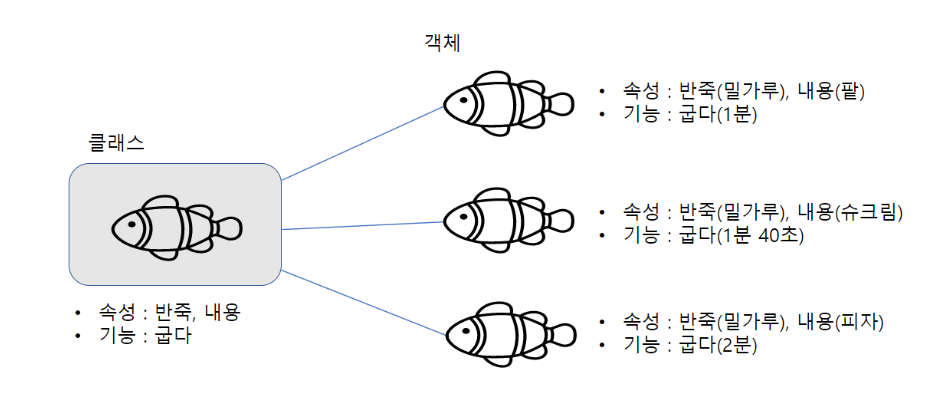 객체
• 속성 : 반죽(밀가루), 내용(팥)
• 기능 : 굽다(1분)
클래스
• 속성 : 반죽(밀가루), 내용(슈크림)
• 기능 : 굽다(1분 40초)
• 속성 : 반죽, 내용
• 기능 : 굽다
• 속성 : 반죽(밀가루), 내용(피자)
• 기능 : 굽다(2분)